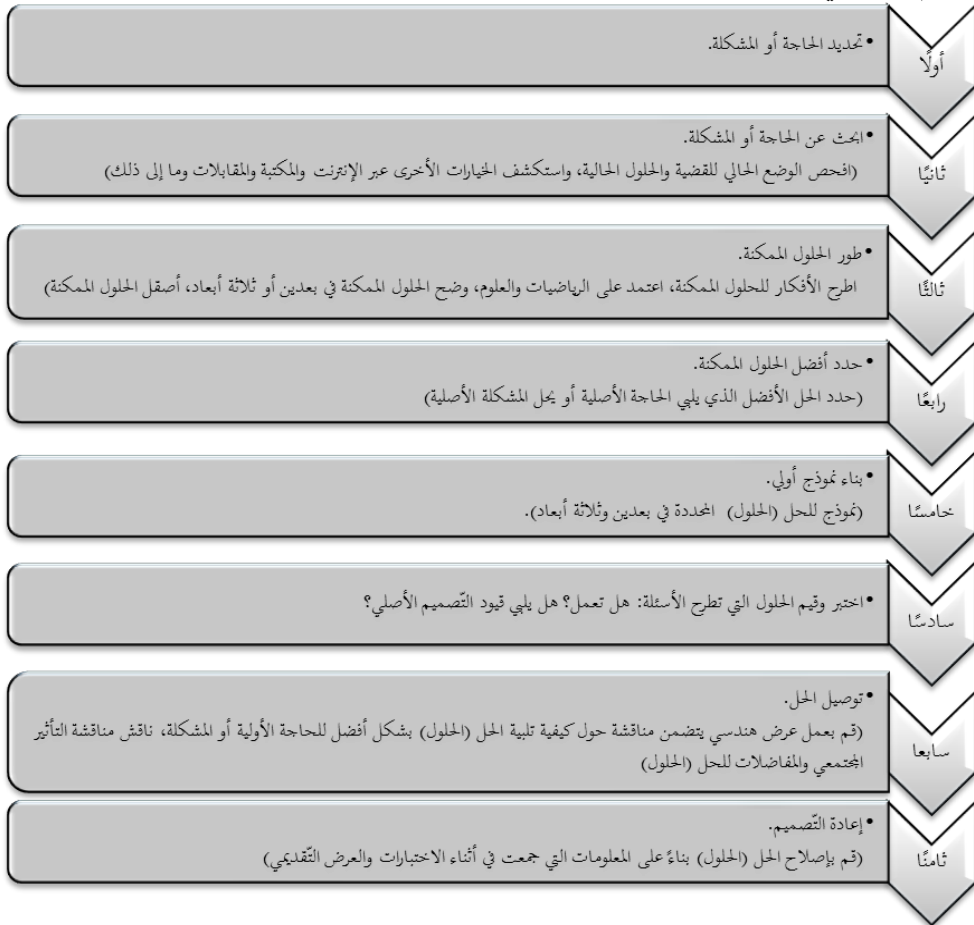 أولًا
•تحديد الحاجة أو المشكلة.
ثانيًا
•ابحث عن الحاجة أو المشكلة.
(افحص الوضع الحالي للقضية والحلول الحالية، واستكشف الخيارات الأخرى عبر الإنترنت والمكتبة والمقابلات وما إلى ذلك)
ثالثًا
•طور الحلول الممكنة.
اطرح الأفكار للحلول الممكنة، اعتمد على الرياضيات والعلوم، وضح الحلول الممكنة في بعدين أو ثلاثة أبعاد، أصقل الحلول الممكنة)
رابعًا
•حدد أفضل الحلول الممكنة.
(حدد الحل الأفضل الذي يلبي الحاجة الأصلية أو يحل المشكلة الأصلية)
خامسًا
•بناء نموذج أولي.
(نموذج للحل (الحلول) المحددة في بعدين وثلاثة أبعاد).
سادسًا
•اختبر وقيم الحلول التي تطرح الأسئلة: هل تعمل؟ هل يلبي قيود التّصميم الأصلي؟
سابعا
•توصيل الحل.
(قم بعمل عرض هندسي يتضمن مناقشة حول كيفية تلبية الحل (الحلول) بشكل أفضل للحاجة الأولية أو المشكلة، ناقش مناقشة التأثير
المجتمعي والمفاضلات للحل (الحلول)
ثامنًا
•إعادة التّصميم.
(قم بإصلاح الحل (الحلول) بناءً على المعلومات التي جمعت في أثناء الاختبارات والعرض التّقديمي)